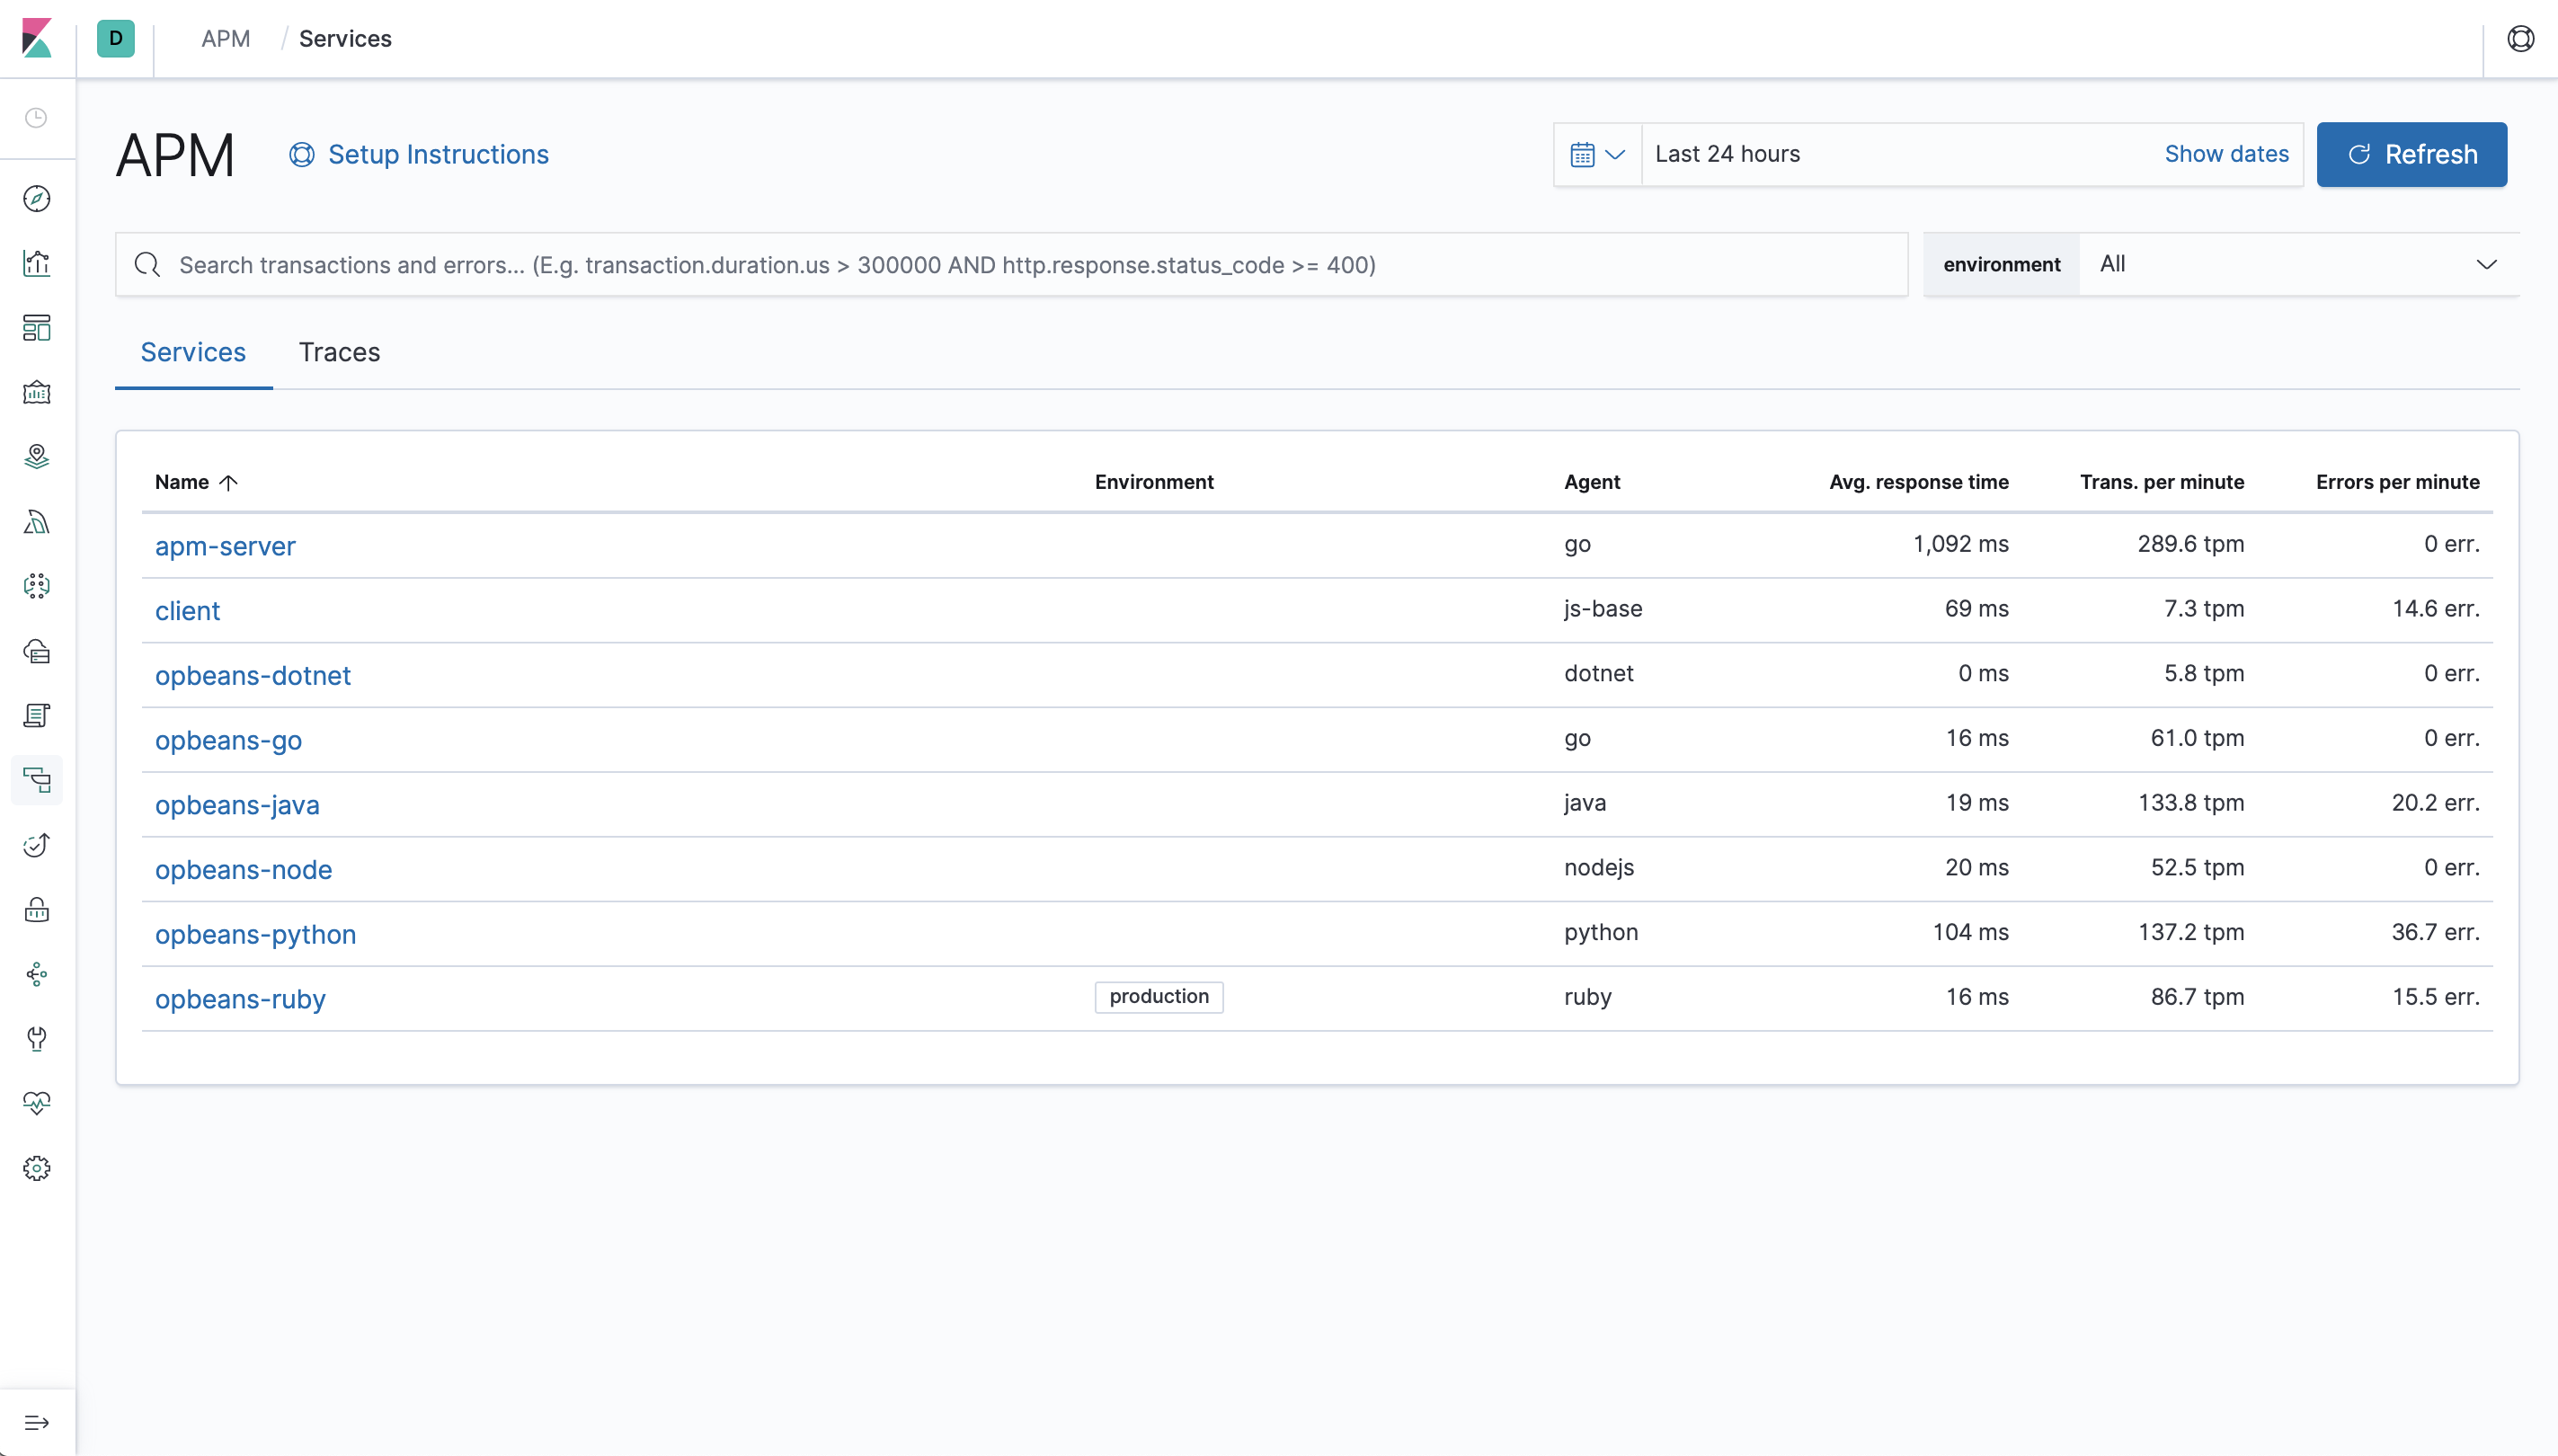 D APM / Services
APM Setup Instructions Last 24 hours Show dates Refresh
Search transactions and errors... (E.g. transaction.duration.us > 300000 AND http.response.status_code >= 400) environment All
Services Traces
Name Environment Agent Avg. response time Trans. per minute Errors per minute
apm-server go 1,092 ms 289.6 tpm 0 err.
client js-base 69 ms 7.3 tpm 14.6 err.
opbeans-dotnet dotnet 0 ms 5.8 tpm 0 err.
opbeans-go go 16 ms 61.0 tpm 0 err.
opbeans-java java 19 ms 133.8 tpm 20.2 err.
opbeans-node nodejs 20 ms 52.5 tpm 0 err.
opbeans-python python 104 ms 137.2 tpm 36.7 err.
opbeans-ruby production ruby 16 ms 86.7 tpm 15.5 err.